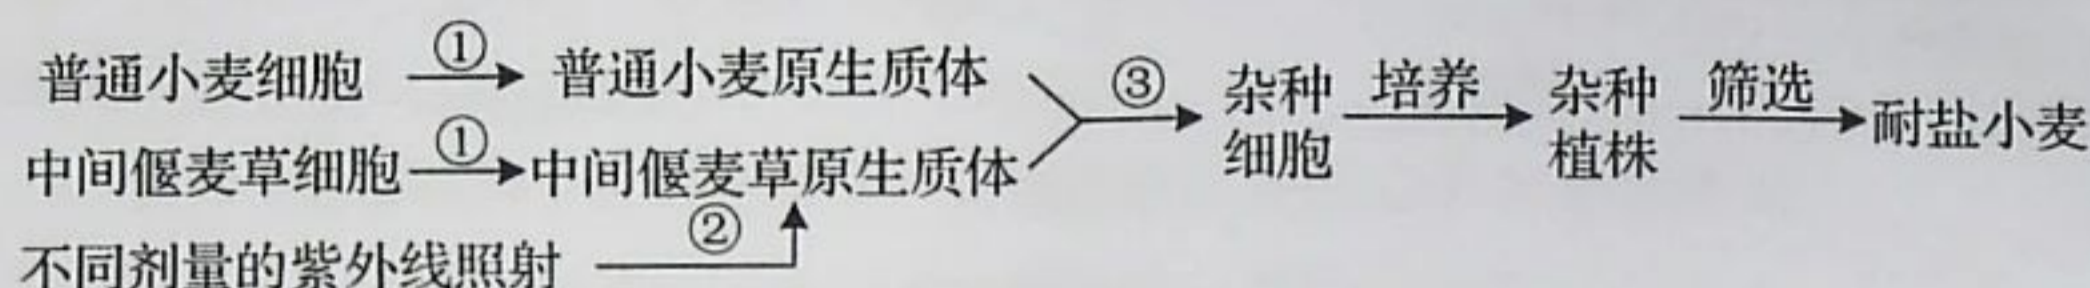 普通小麦细胞 ① 普通小麦原生质体
中间偃麦草细胞 ① 中间偃麦草原生质体
③ 杂种细胞 培养 杂种植株 筛选 耐盐小麦
不同剂量的紫外线照射 ②